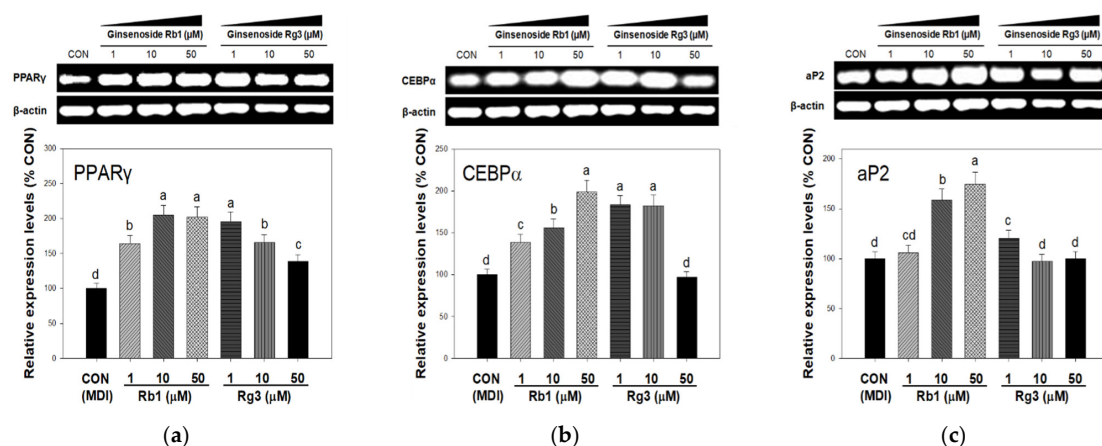 Ginsenoside Rb1 (μM) Ginsenoside Rg3 (μM)
CON 1 10 50 1 10 50
PPARγ
β-actin
Relative expression levels (% CON)
300
250
200
150
100
50
0
PPARγ
d b a a a b c
CON (MDI) 1 10 50 1 10 50
Rb1 (μM) Rg3 (μM)
(a)
Ginsenoside Rb1 (μM) Ginsenoside Rg3 (μM)
CON 1 10 50 1 10 50
CEBPα
β-actin
Relative expression levels (% CON)
250
200
150
100
50
0
CEBPα
d c b a a a d
CON (MDI) 1 10 50 1 10 50
Rb1 (μM) Rg3 (μM)
(b)
Ginsenoside Rb1 (μM) Ginsenoside Rg3 (μM)
CON 1 10 50 1 10 50
aP2
β-actin
Relative expression levels (% CON)
200
150
100
50
0
aP2
d cd b a c d d
CON (MDI) 1 10 50 1 10 50
Rb1 (μM) Rg3 (μM)
(c)